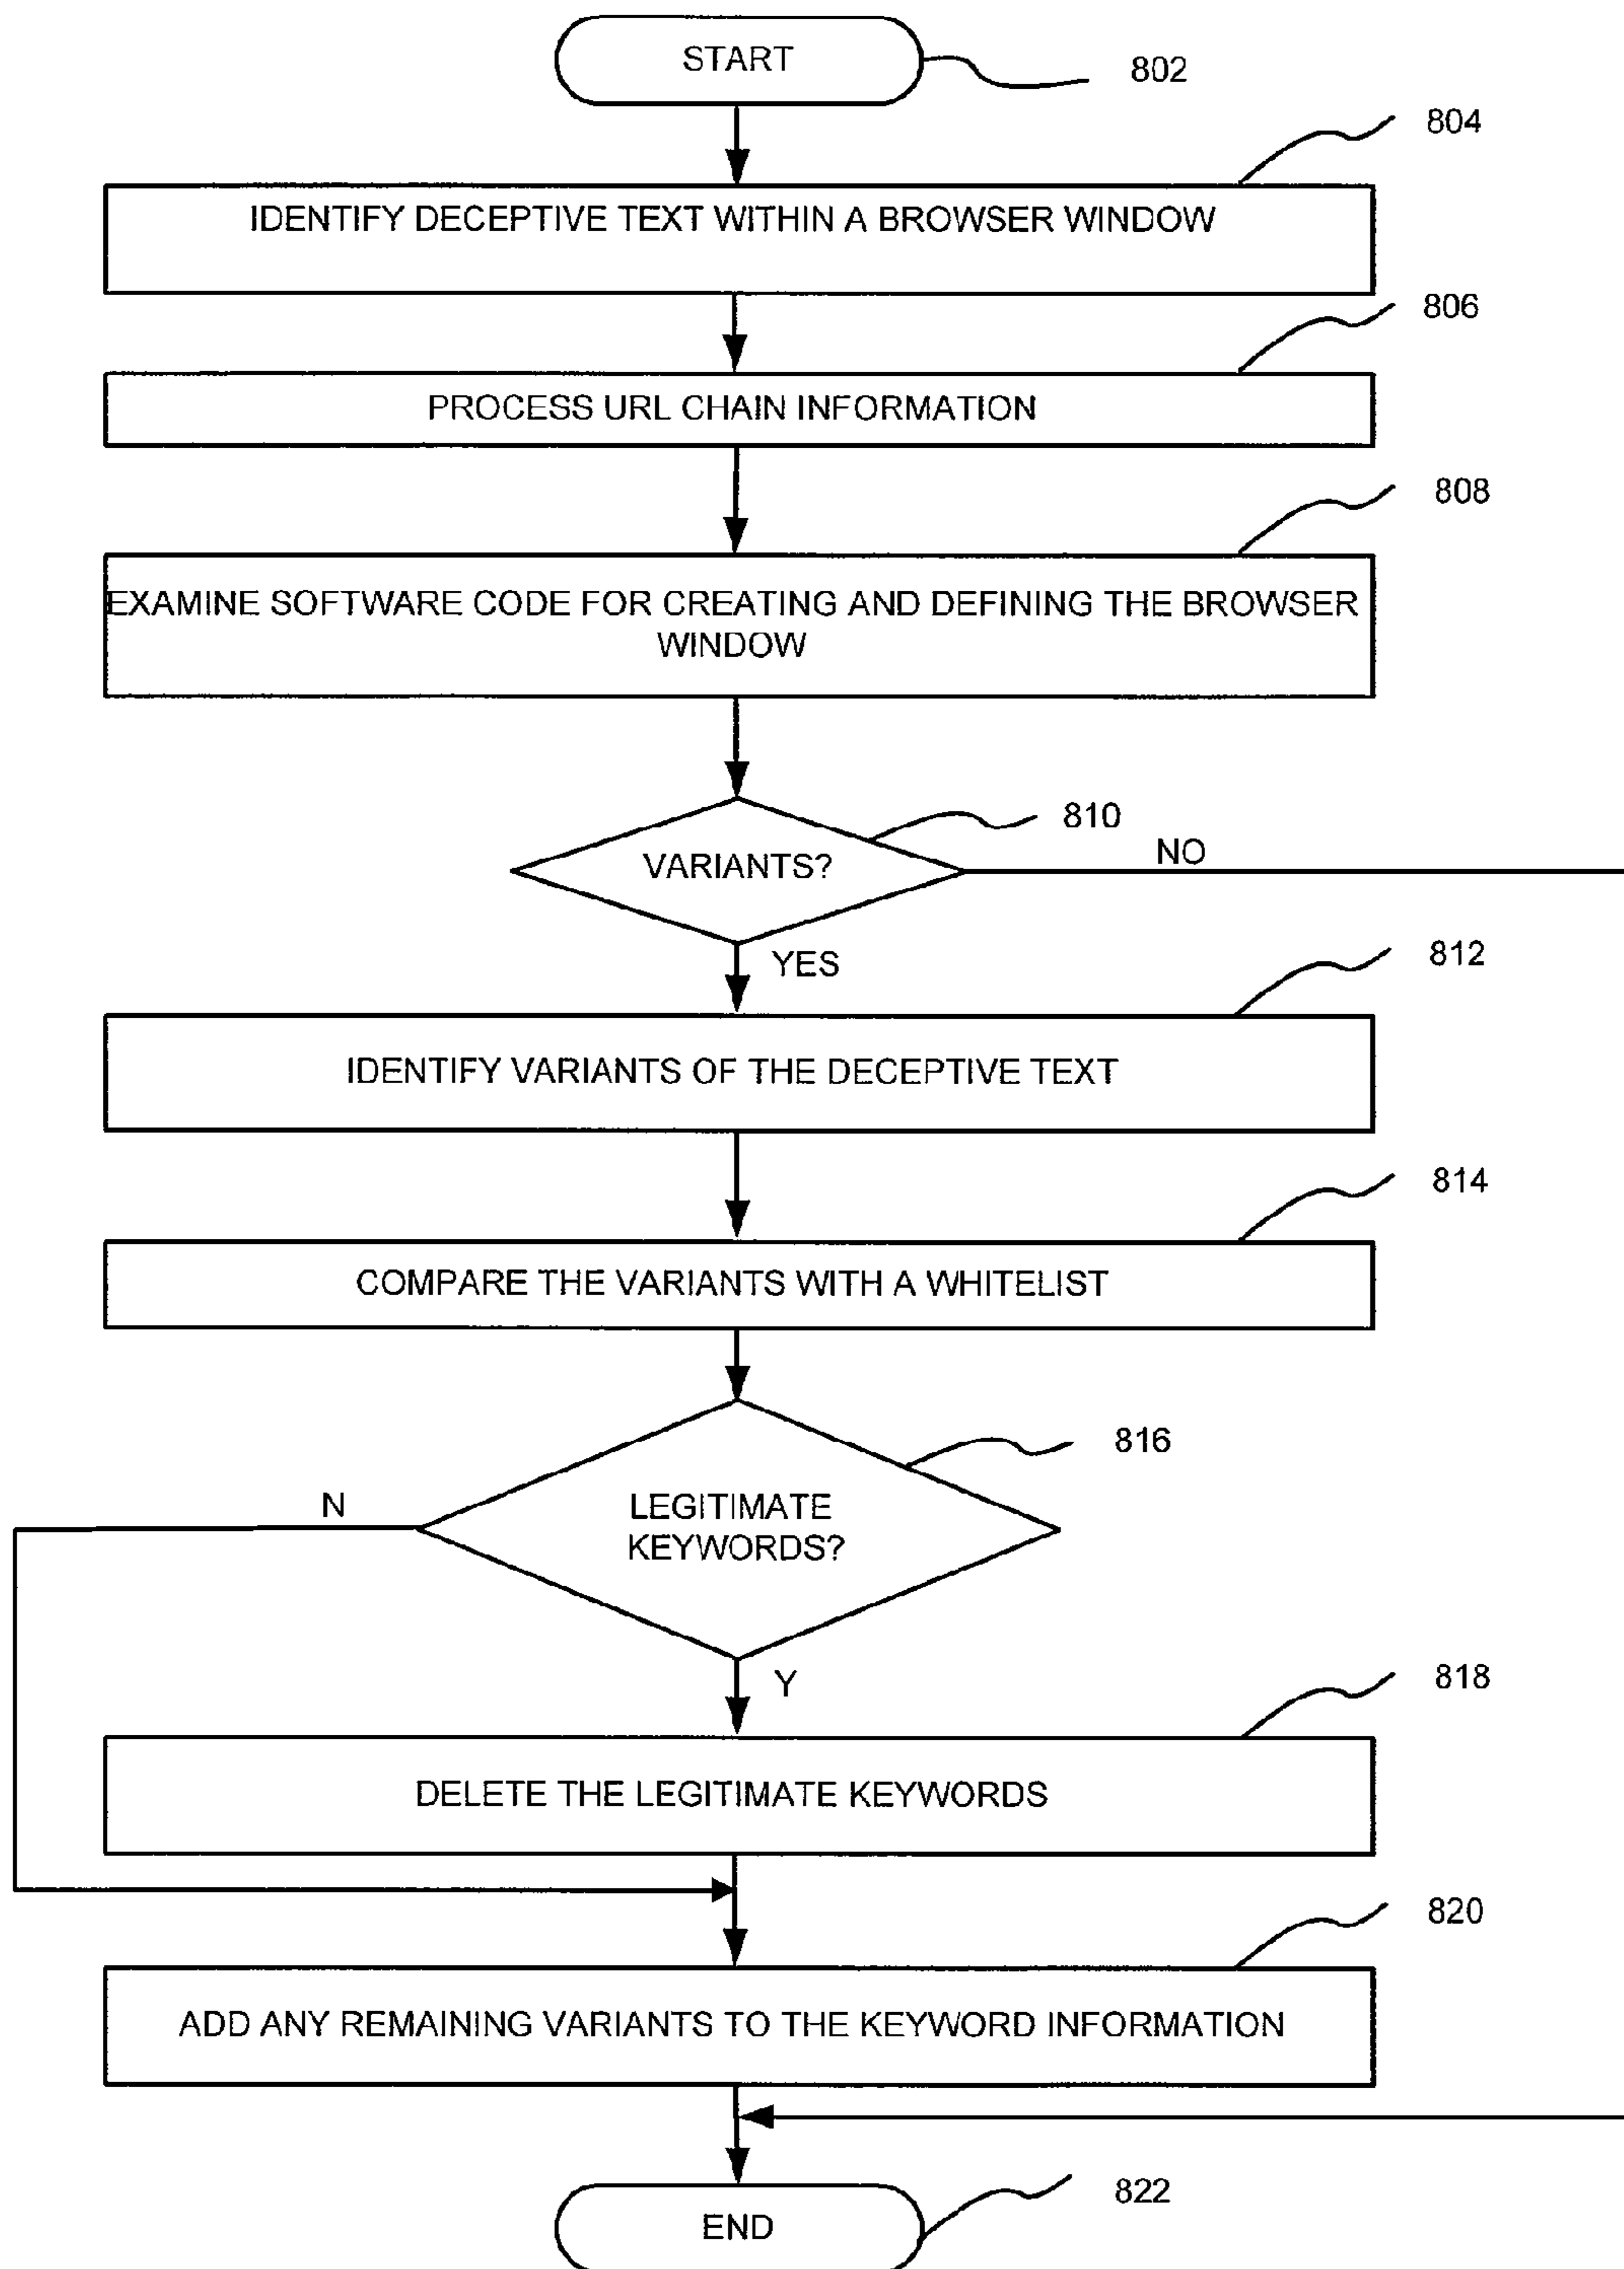 START
802
804
IDENTIFY DECEPTIVE TEXT WITHIN A BROWSER WINDOW
806
PROCESS URL CHAIN INFORMATION
808
EXAMINE SOFTWARE CODE FOR CREATING AND DEFINING THE BROWSER
WINDOW
810
VARIANTS?
NO
YES
812
IDENTIFY VARIANTS OF THE DECEPTIVE TEXT
814
COMPARE THE VARIANTS WITH A WHITELIST
816
N
LEGITIMATE
KEYWORDS?
Y
818
DELETE THE LEGITIMATE KEYWORDS
820
ADD ANY REMAINING VARIANTS TO THE KEYWORD INFORMATION
822
END